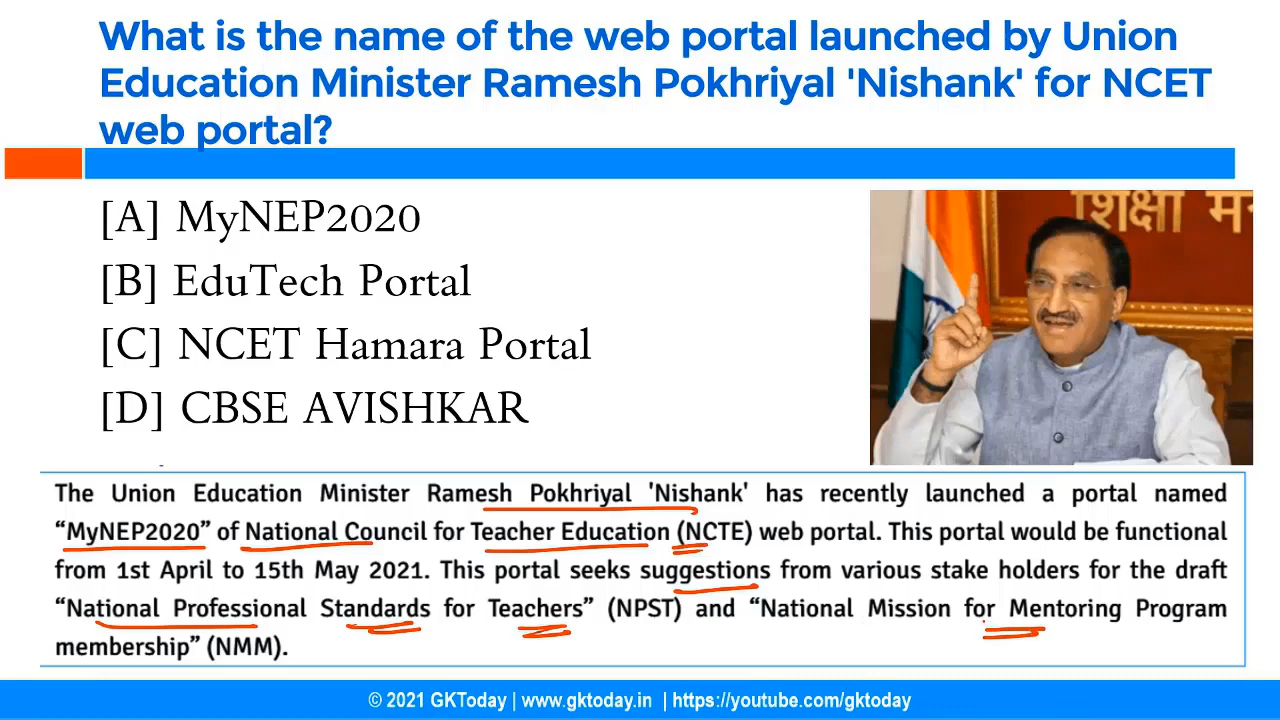 What is the name of the web portal launched by Union
Education Minister Ramesh Pokhriyal 'Nishank' for NCET
web portal?
[A] MyNEP2020
[B] EduTech Portal
[C] NCET Hamara Portal
[D] CBSE AVISHKAR
शिक्षा
The Union Education Minister Ramesh Pokhriyal 'Nishank' has recently launched a portal named
“MyNEP2020” of National Council for Teacher Education (NCTE) web portal. This portal would be functional
from 1st April to 15th May 2021. This portal seeks suggestions from various stake holders for the draft
“National Professional Standards for Teachers” (NPST) and “National Mission for Mentoring Program
membership” (NMM).
© 2021 GKToday | www.gktoday.in | https://youtube.com/gktoday